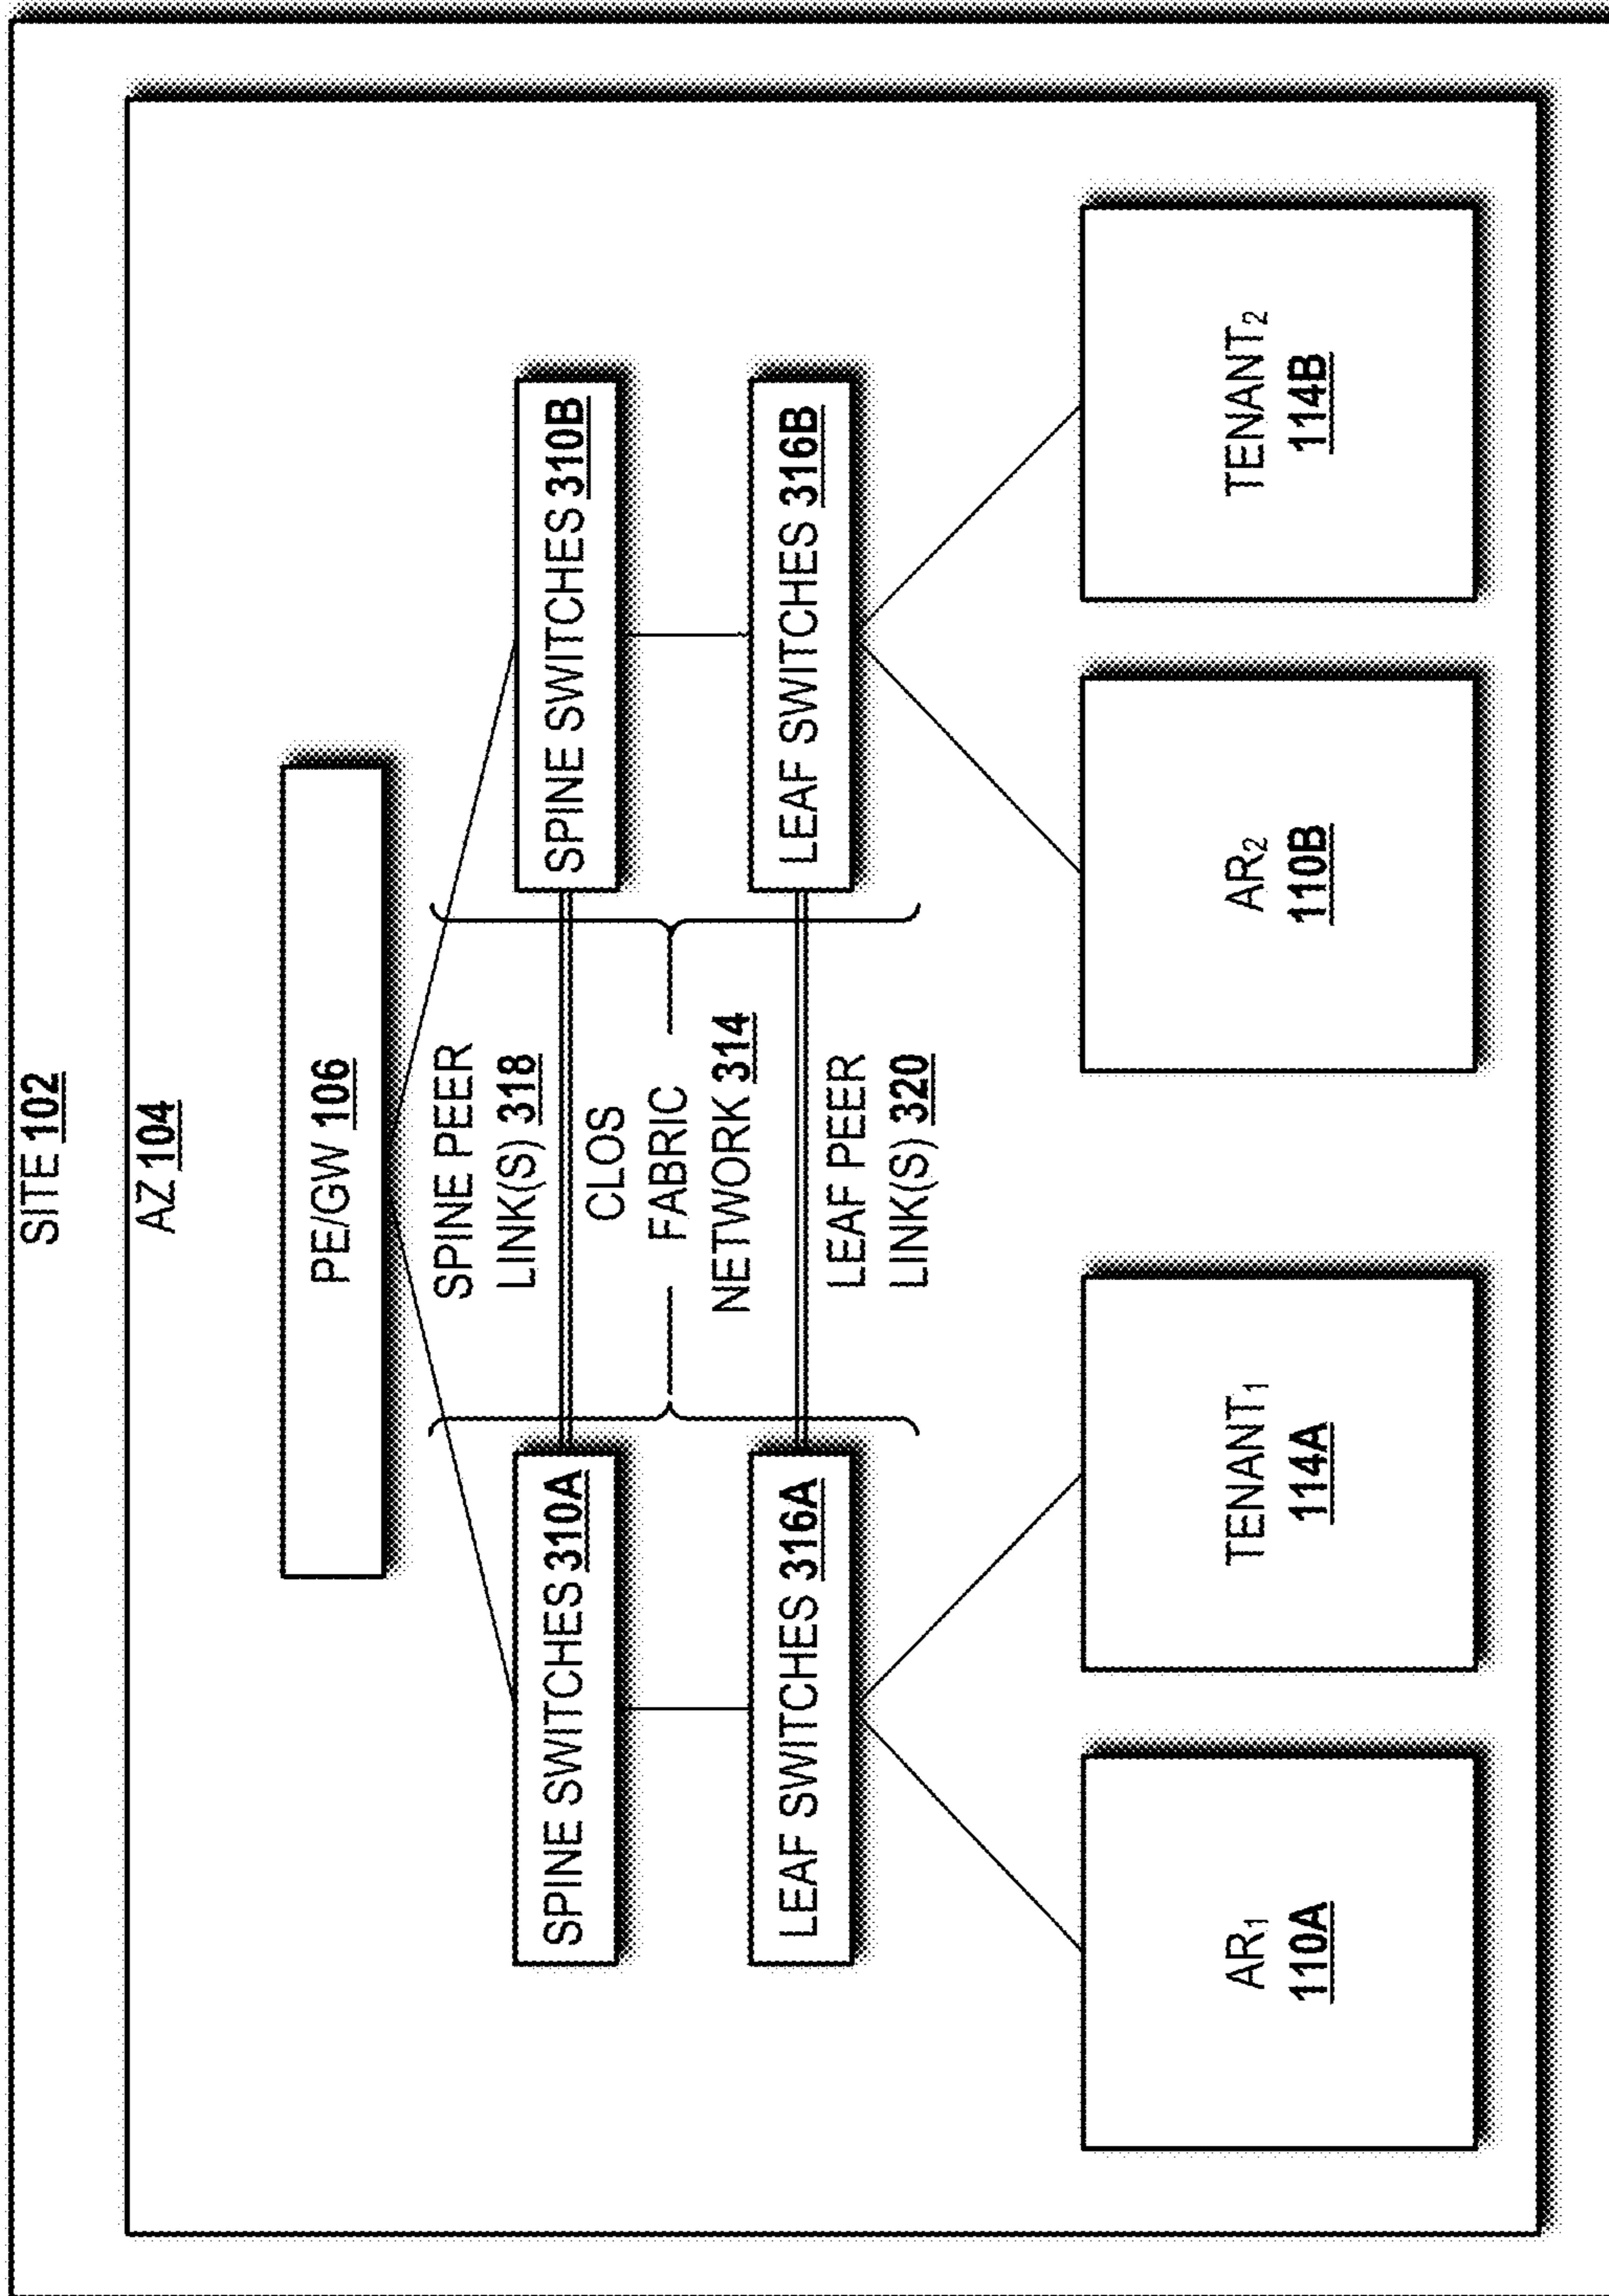 SITE 102
AZ 104
PE/GW 106
SPINE PEER
LINK(S) 318
SPINE SWITCHES 310A
SPINE SWITCHES 310B
CLOS
FABRIC
NETWORK 314
LEAF SWITCHES 316A
LEAF SWITCHES 316B
LEAF PEER
LINK(S) 320
AR₁
110A
TENANT₁
114A
AR₂
110B
TENANT₂
114B